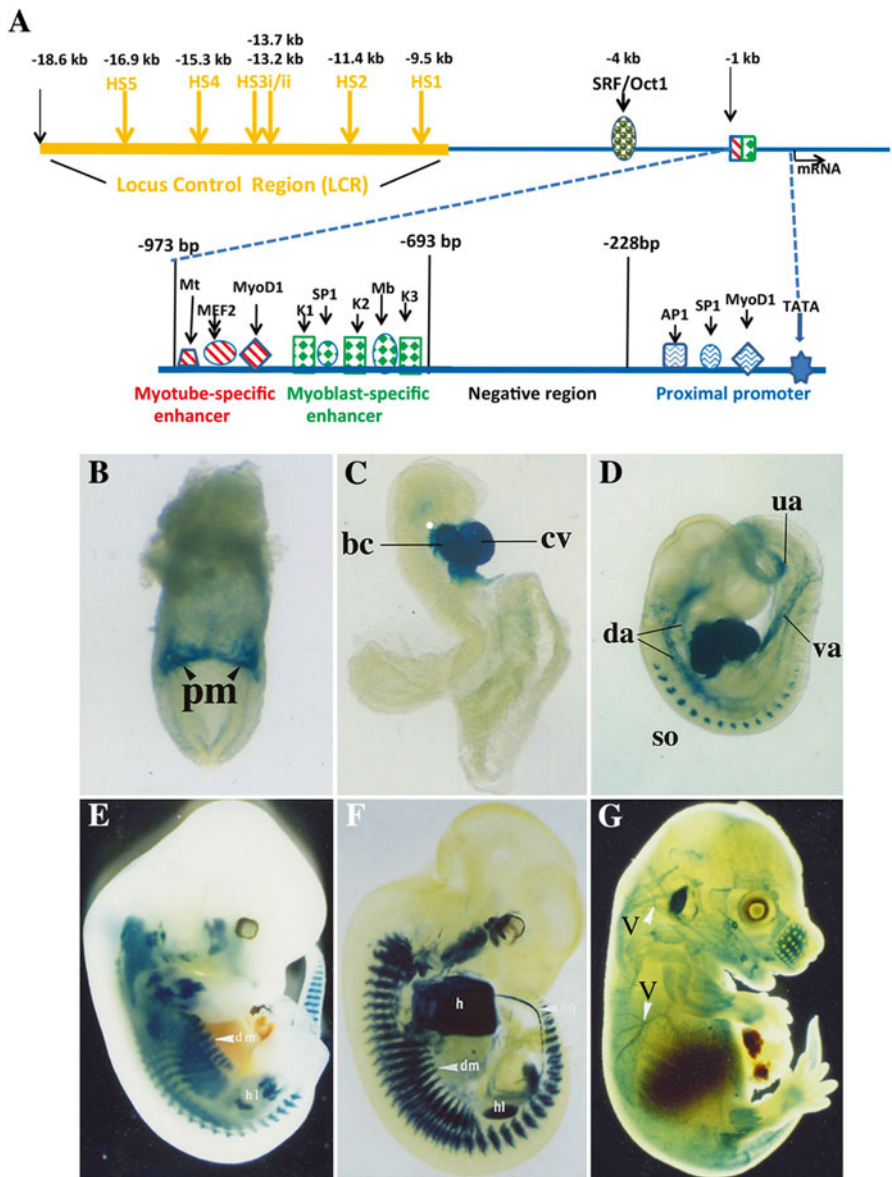 A
-13.7 kb
-18.6 kb -16.9 kb -15.3 kb -13.2 kb -11.4 kb -9.5 kb -4 kb -1 kb
HS5 HS4 HS3i/ii HS2 HS1 SRF/Oct1
Locus Control Region (LCR) mRNA
-973 bp -693 bp -228bp
Mt MEF2 MyoD1 K1 SP1 K2 Mb K3 AP1 SP1 MyoD1 TATA
Myotube-specific Myoblast-specific Negative region Proximal promoter
enhancer enhancer
B C D
pm
bc cv
ua
da va
so
E F G
dm
hl
h
dm
hl
V
V